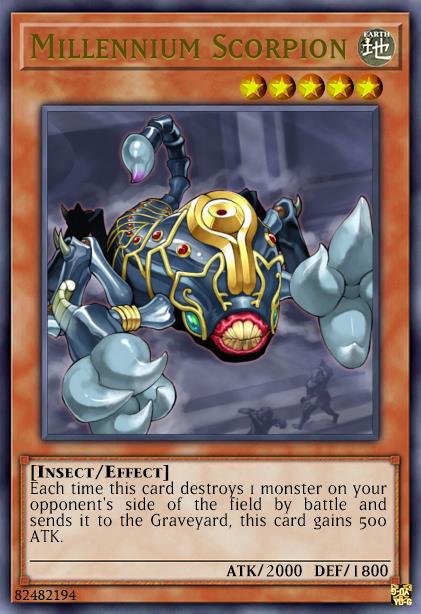 Millennium Scorpion
EARTH
地
[Insect/Effect]
Each time this card destroys 1 monster on your
opponent's side of the field by battle and
sends it to the Graveyard, this card gains 500
ATK.
ATK/2000 DEF/1800
82482194